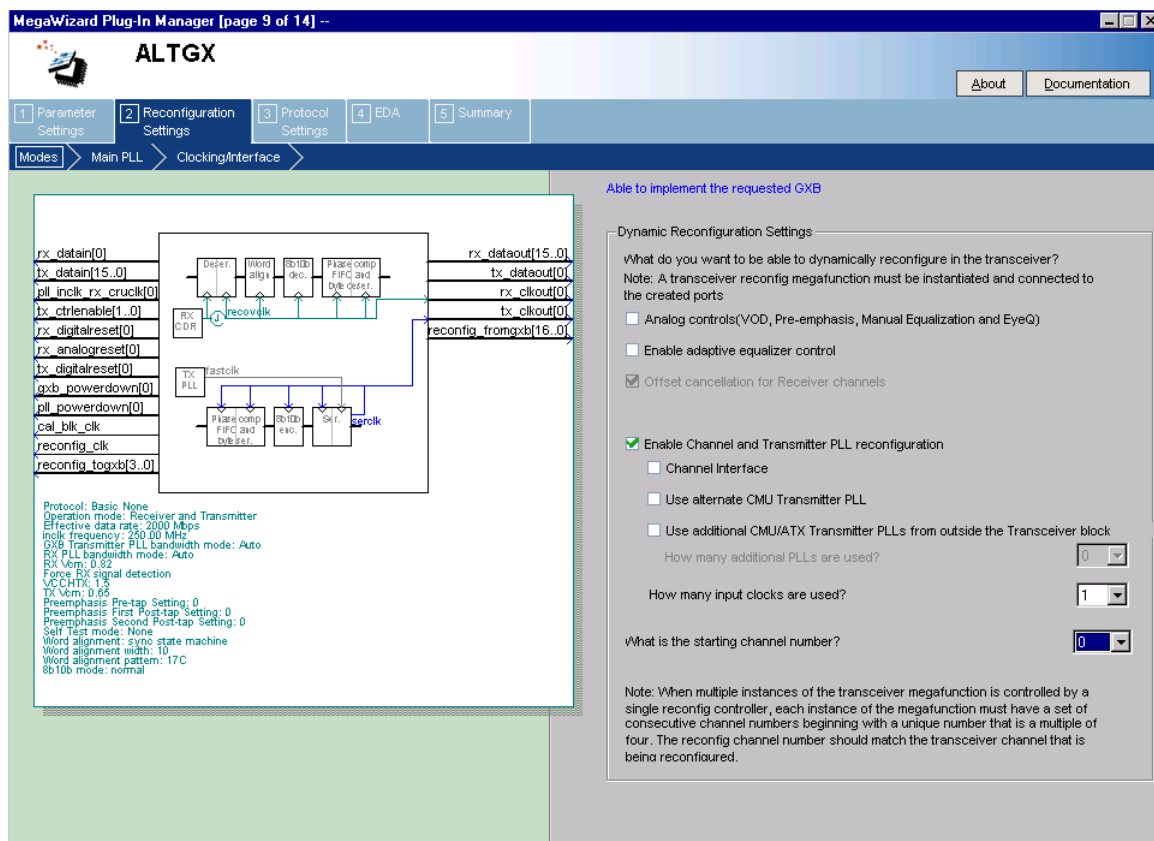 MegaWizard Plug-In Manager [page 9 of 14] --
ALTGX
About
Documentation
1 Parameter Settings
2 Reconfiguration Settings
3 Protocol Settings
4 EDA
5 Summary
Modes
Main PLL
Clocking/Interface
rx_datain[0]
tx_datain[15..0]
pll_inclk_rx_cruclk[0]
tx_ctrlenable[1..0]
rx_digitalreset[0]
rx_analogreset[0]
tx_digitalreset[0]
gxb_powerdown[0]
pll_powerdown[0]
cal_blk_clk
reconfig_clk
reconfig_togxb[3..0]
Deser.
Word align
8b10b dec.
Phase comp FIFO and byte deser.
RX CDR
recovclk
TX PLL
fastclk
Phase comp FIFO and byte ser.
8b10b enc.
Ser.
serclk
rx_dataout[15..0]
tx_dataout[0]
rx_clkout[0]
tx_clkout[0]
reconfig_fromgxb[16..0]
Protocol: Basic None
Operation mode: Receiver and Transmitter
Effective data rate: 2000 Mbps
inclk frequency: 250.00 MHz
GXB Transmitter PLL bandwidth mode: Auto
RX PLL bandwidth mode: Auto
RX Vcm: 0.82
Force RX signal detection
VCCHTX: 1.5
TX Vcm: 0.65
Preemphasis Pre-tap Setting: 0
Preemphasis First Post-tap Setting: 0
Preemphasis Second Post-tap Setting: 0
Self Test mode: None
Word alignment: sync state machine
Word alignment width: 10
Word alignment pattern: 17C
8b10b mode: normal
Able to implement the requested GXB
Dynamic Reconfiguration Settings
What do you want to be able to dynamically reconfigure in the transceiver?
Note: A transceiver reconfig megafunction must be instantiated and connected to
the created ports
Analog controls(VOD, Pre-emphasis, Manual Equalization and EyeQ)
Enable adaptive equalizer control
Offset cancellation for Receiver channels
Enable Channel and Transmitter PLL reconfiguration
Channel Interface
Use alternate CMU Transmitter PLL
Use additional CMU/ATX Transmitter PLLs from outside the Transceiver block
How many additional PLLs are used? 0
How many input clocks are used? 1
What is the starting channel number? 0
Note: When multiple instances of the transceiver megafunction is controlled by a
single reconfig controller, each instance of the megafunction must have a set of
consecutive channel numbers beginning with a unique number that is a multiple of
four. The reconfig channel number should match the transceiver channel that is
being reconfigured.